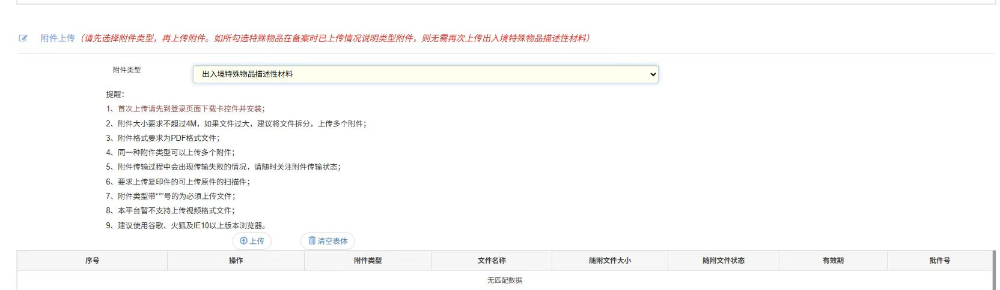 附件上传（请先选择附件类型，再上传附件。如所勾选特殊物品在备案时已上传情况说明类型附件，则无需再次上传出入境特殊物品描述性材料）
附件类型 出入境特殊物品描述性材料
提醒：
1、首次上传请先到登录页面下载卡控件并安装；
2、附件大小要求不超过4M，如果文件过大，建议将文件拆分，上传多个附件；
3、附件格式要求为PDF格式文件；
4、同一种附件类型可以上传多个附件；
5、附件传输过程中会出现传输失败的情况，请随时关注附件传输状态；
6、要求上传复印件的可上传原件的扫描件；
7、附件类型带“*”号的为必须上传文件；
8、本平台暂不支持上传视频格式文件；
9、建议使用谷歌、火狐及IE10以上版本浏览器。
上传 清空表体
序号 操作 附件类型 文件名称 随附文件大小 随附文件状态 有效期 批件号
无匹配数据